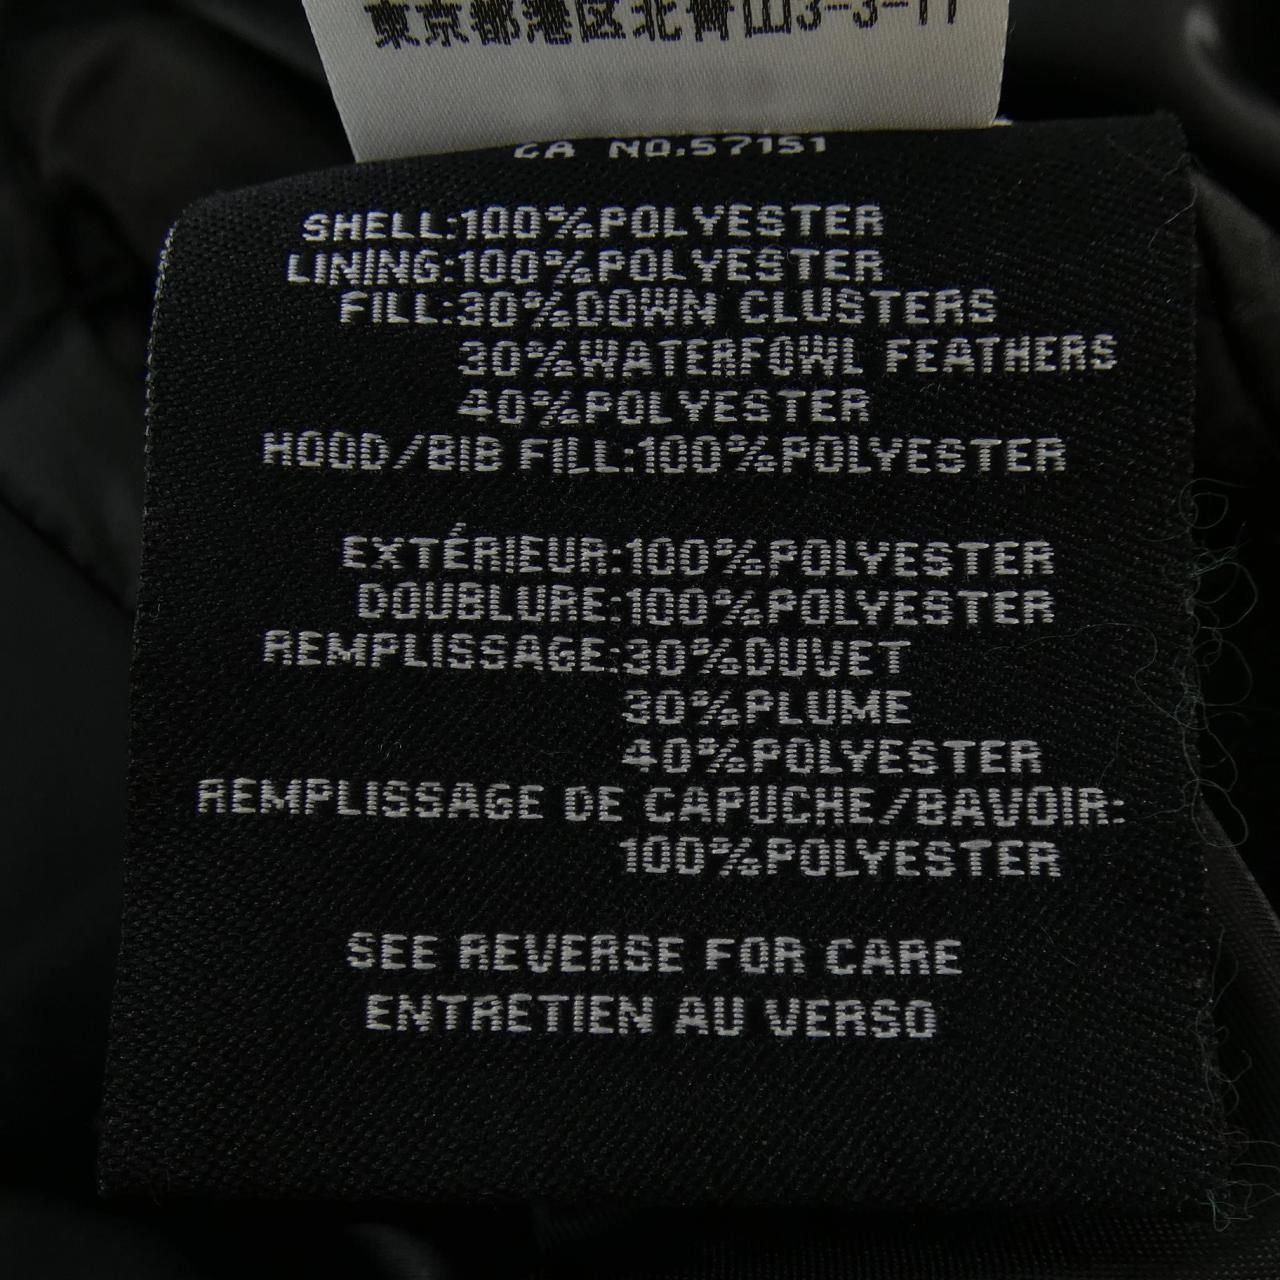 東京都港区北青山3-3-11
CA NO.57151
SHELL:100%POLYESTER
LINING:100%POLYESTER
FILL:30%DOWN CLUSTERS
30%WATERFOWL FEATHERS
40%POLYESTER
HOOD/BIB FILL:100%POLYESTER
EXTÉRIEUR:100%POLYESTER
DOUBLURE:100%POLYESTER
REMPLISSAGE:30%DUVET
30%PLUME
40%POLYESTER
REMPLISSAGE DE CAPUCHE/BAVOIR:
100%POLYESTER
SEE REVERSE FOR CARE
ENTRETIEN AU VERSO